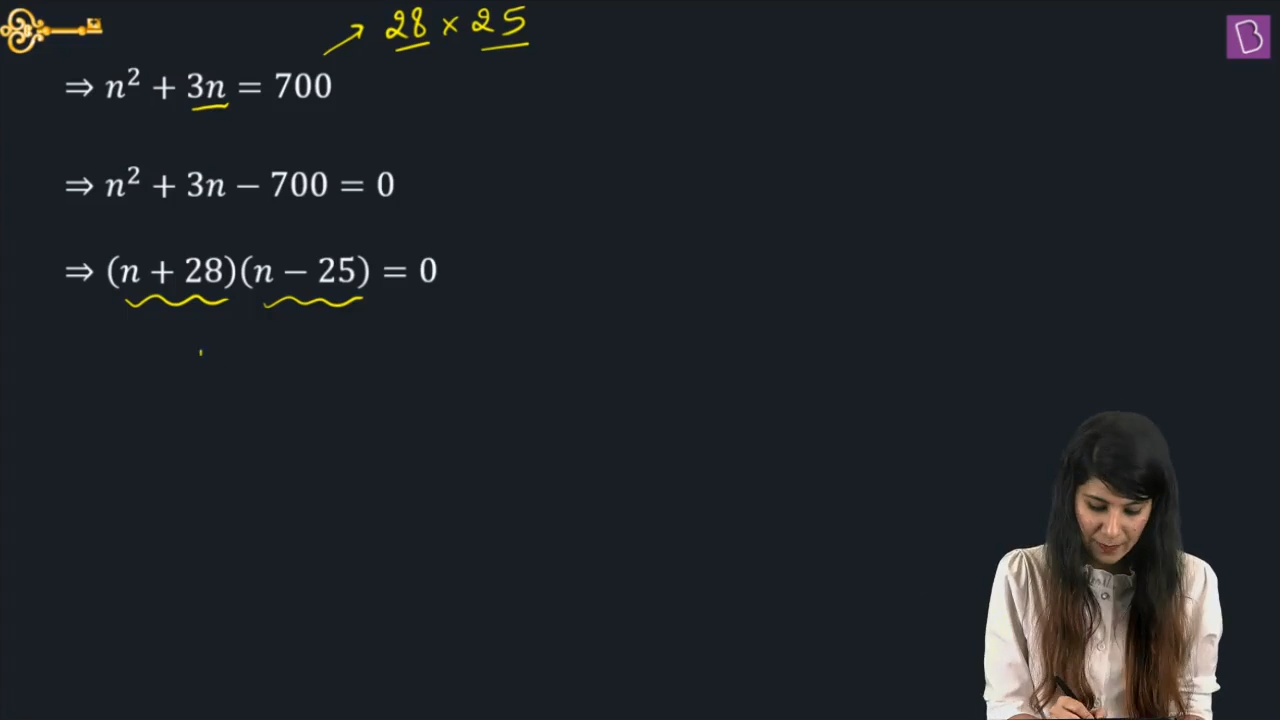 28 × 25
⇒ n² + 3n = 700
⇒ n² + 3n − 700 = 0
⇒ (n + 28)(n − 25) = 0